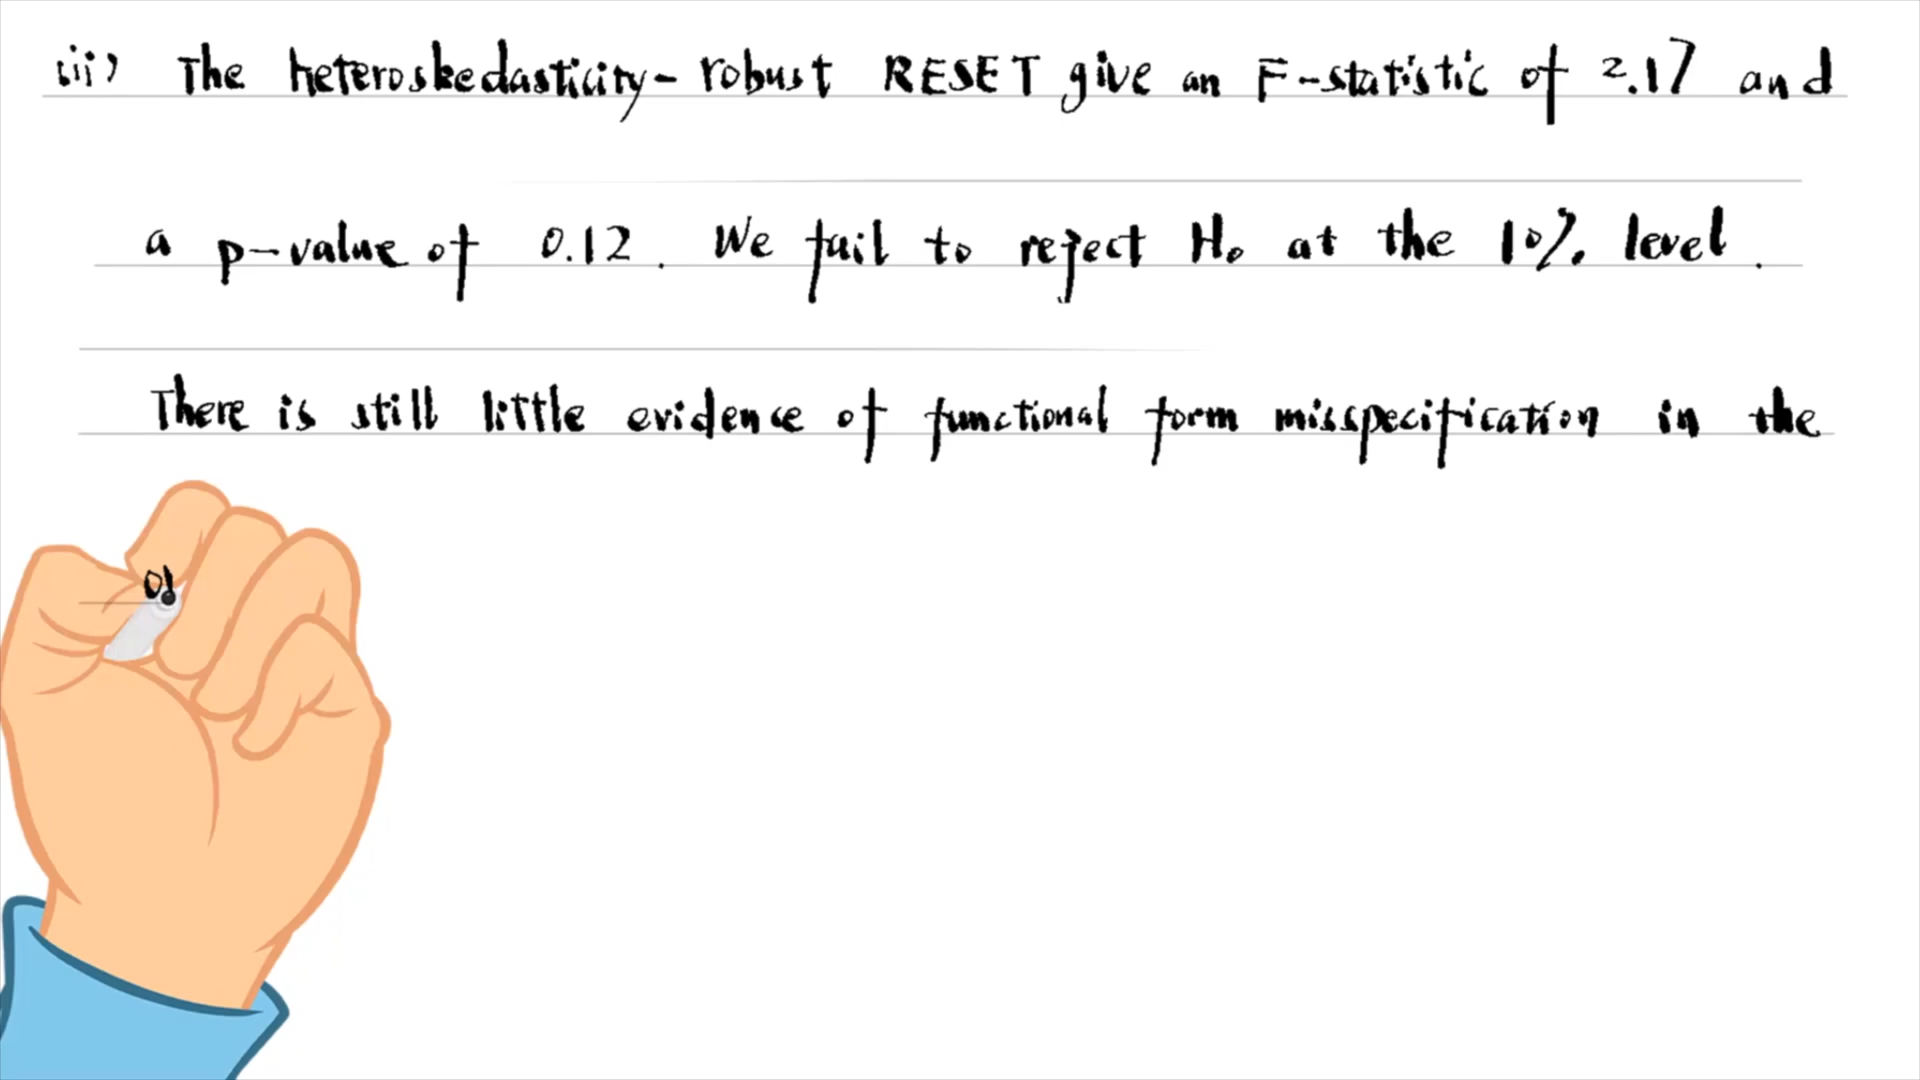 iii) The heteroskedasticity-robust RESET give an F-statistic of 2.17 and
a p-value of 0.12. We fail to reject H₀ at the 10% level.
There is still little evidence of functional form misspecification in the